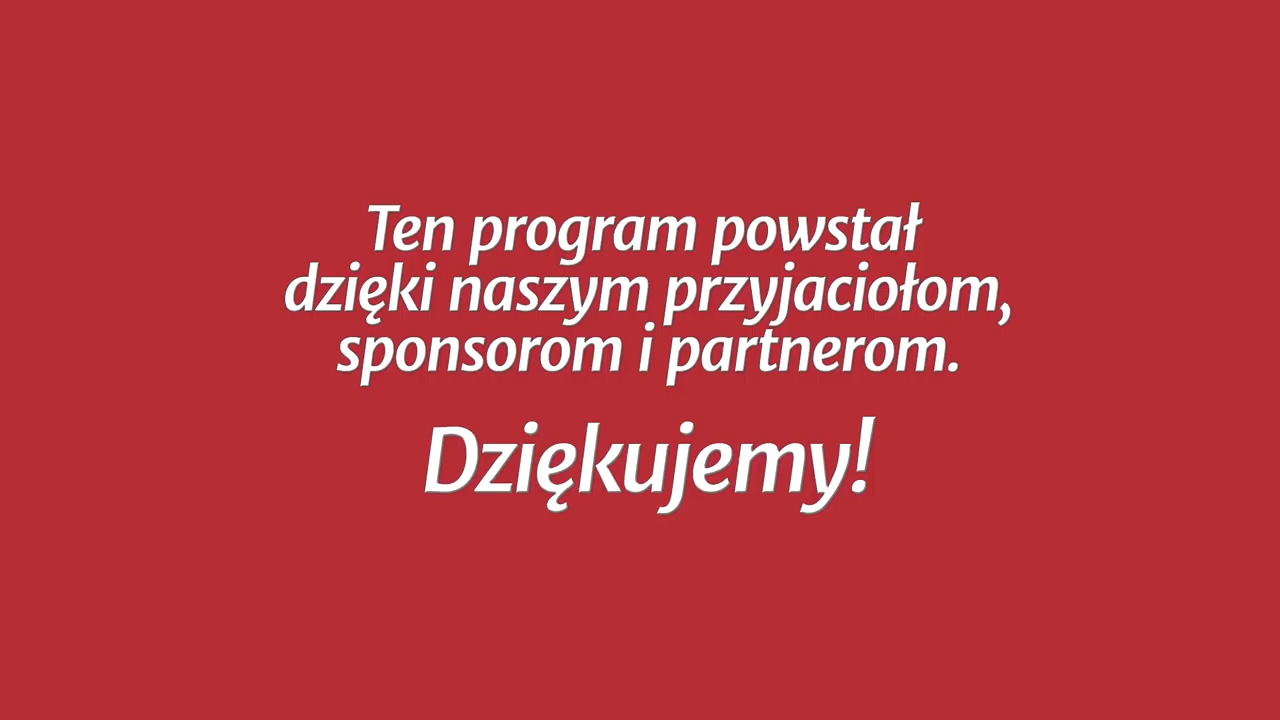 Ten program powstał
dzięki naszym przyjaciołom,
sponsorom i partnerom.
Dziękujemy!